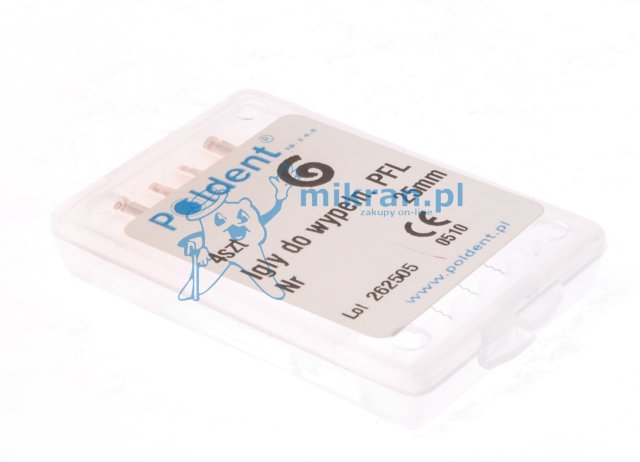 Poldent®
sp. z o.o
4szt
Igły do wypełn. PFL
Nr 25mm
CE
Lot 262505 0510
www.poldent.pl
mikran.pl
zakupy on-line